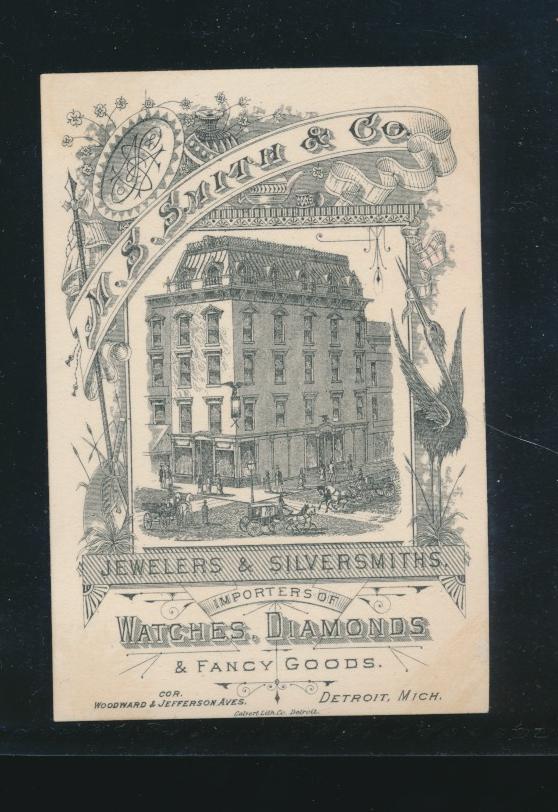 M. S. SMITH & CO.
JEWELERS & SILVERSMITHS.
IMPORTERS OF
WATCHES, DIAMONDS
& FANCY GOODS.
COR.
WOODWARD & JEFFERSON AVES.
DETROIT, MICH.
Calvert Lith. Co. Detroit.